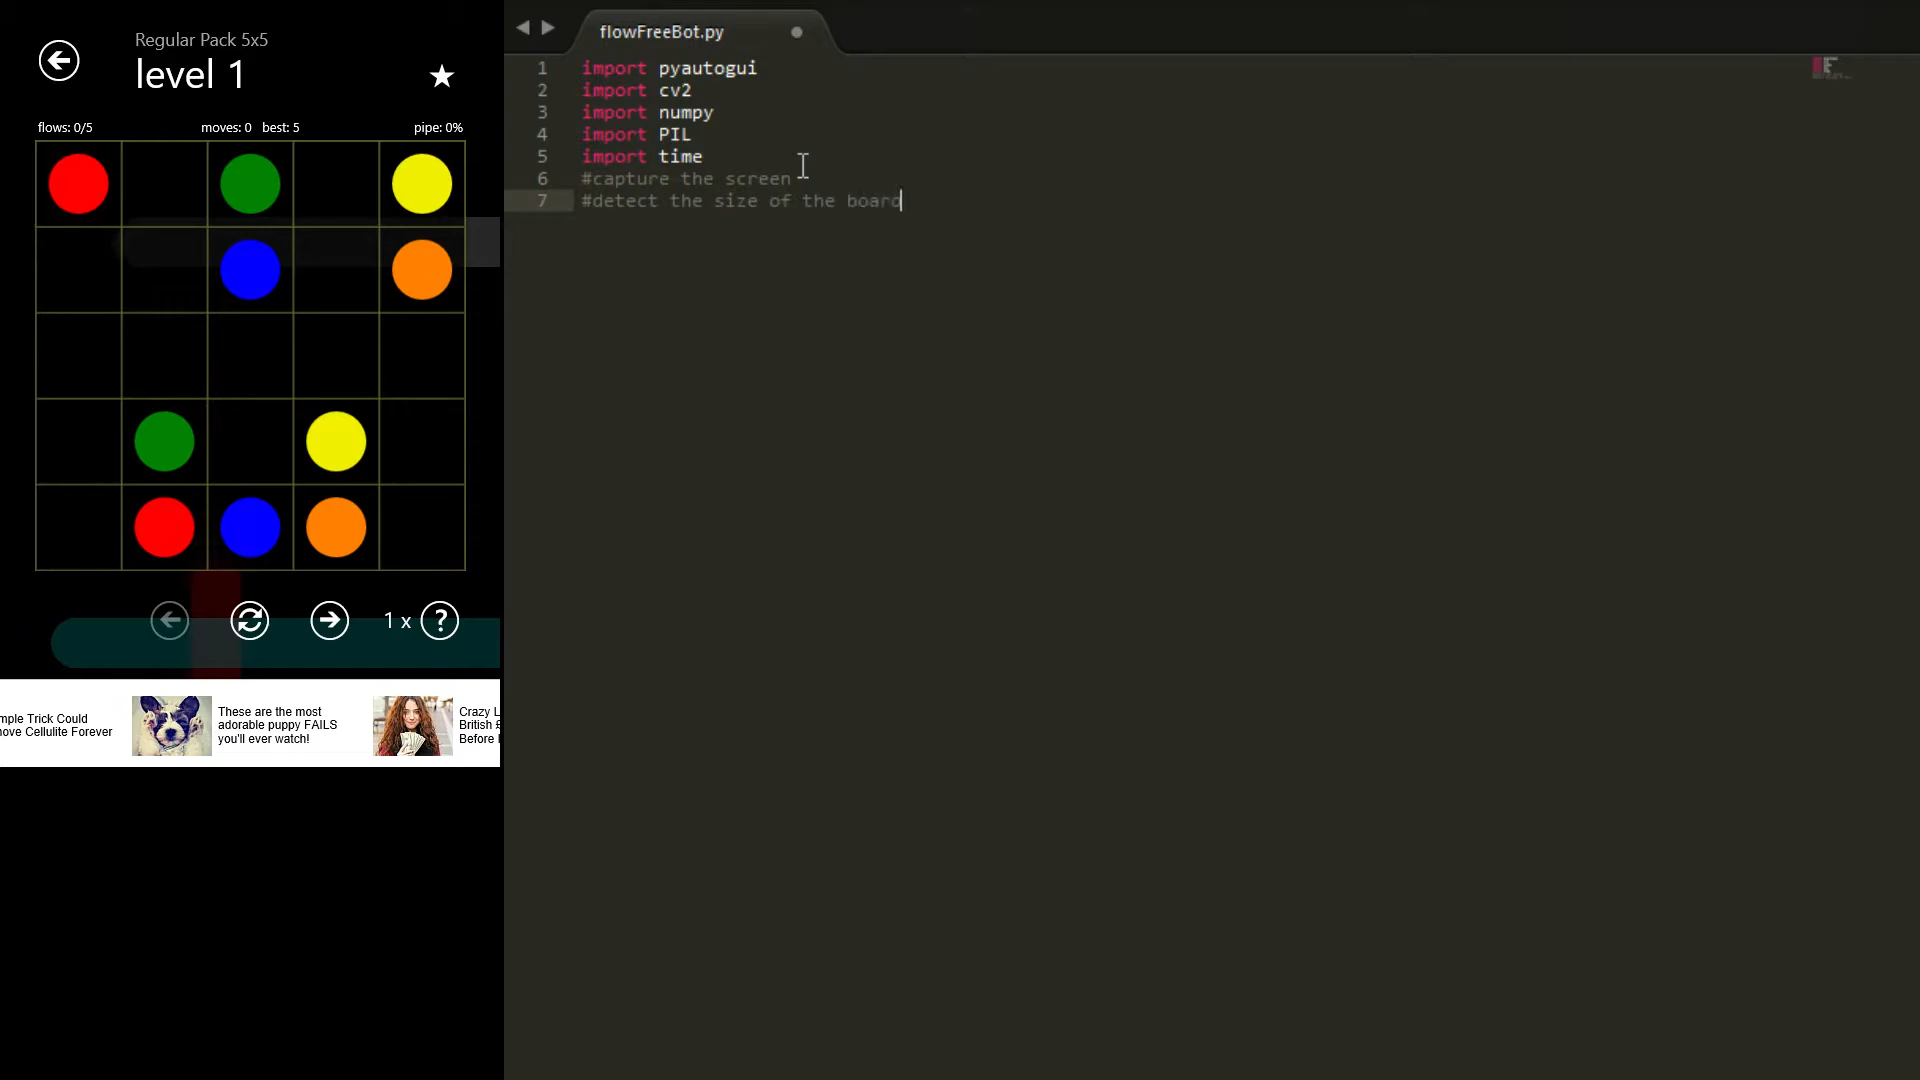 Regular Pack 5x5
level 1
flows: 0/5 moves: 0 best: 5 pipe: 0%
1 x ?
mple Trick Could
ove Cellulite Forever
These are the most
adorable puppy FAILS
you'll ever watch!
Crazy L
British £
Before
flowFreeBot.py
1 import pyautogui
2 import cv2
3 import numpy
4 import PIL
5 import time
6 #capture the screen
7 #detect the size of the board